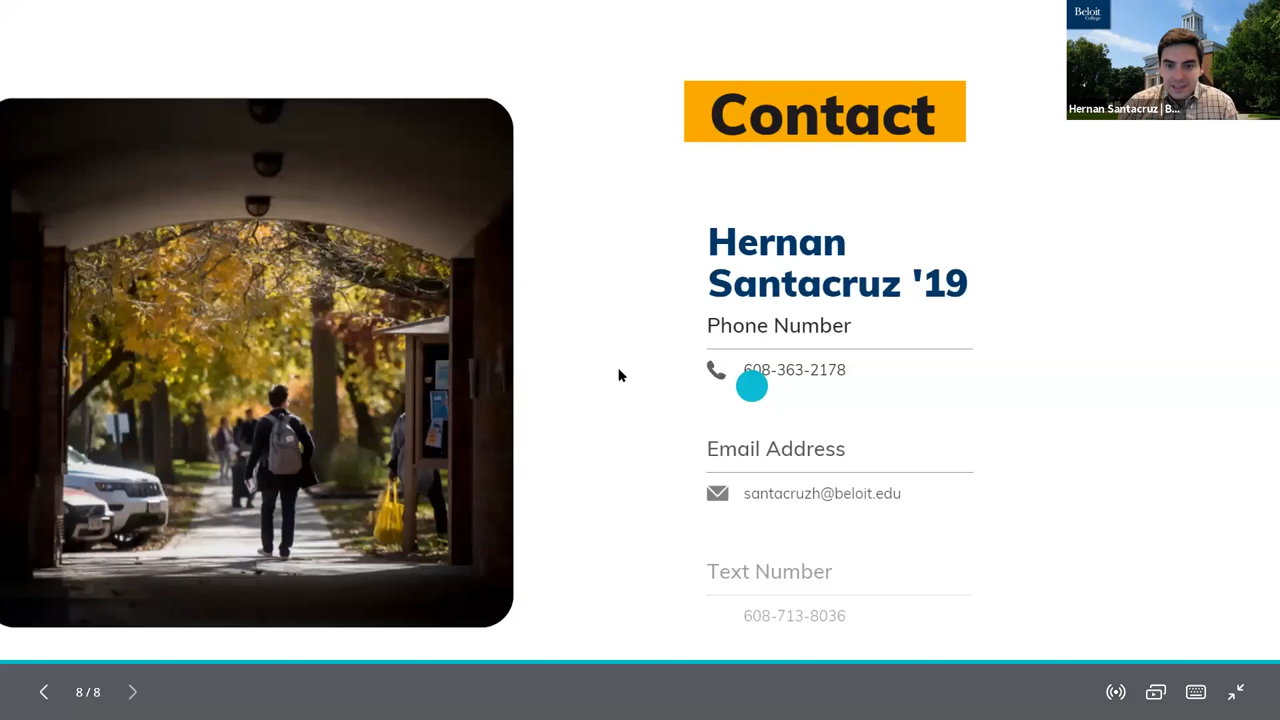 Beloit
College
Hernan Santacruz | B...
Contact
Hernan
Santacruz '19
Phone Number
608-363-2178
Email Address
santacruzh@beloit.edu
Text Number
608-713-8036
8 / 8